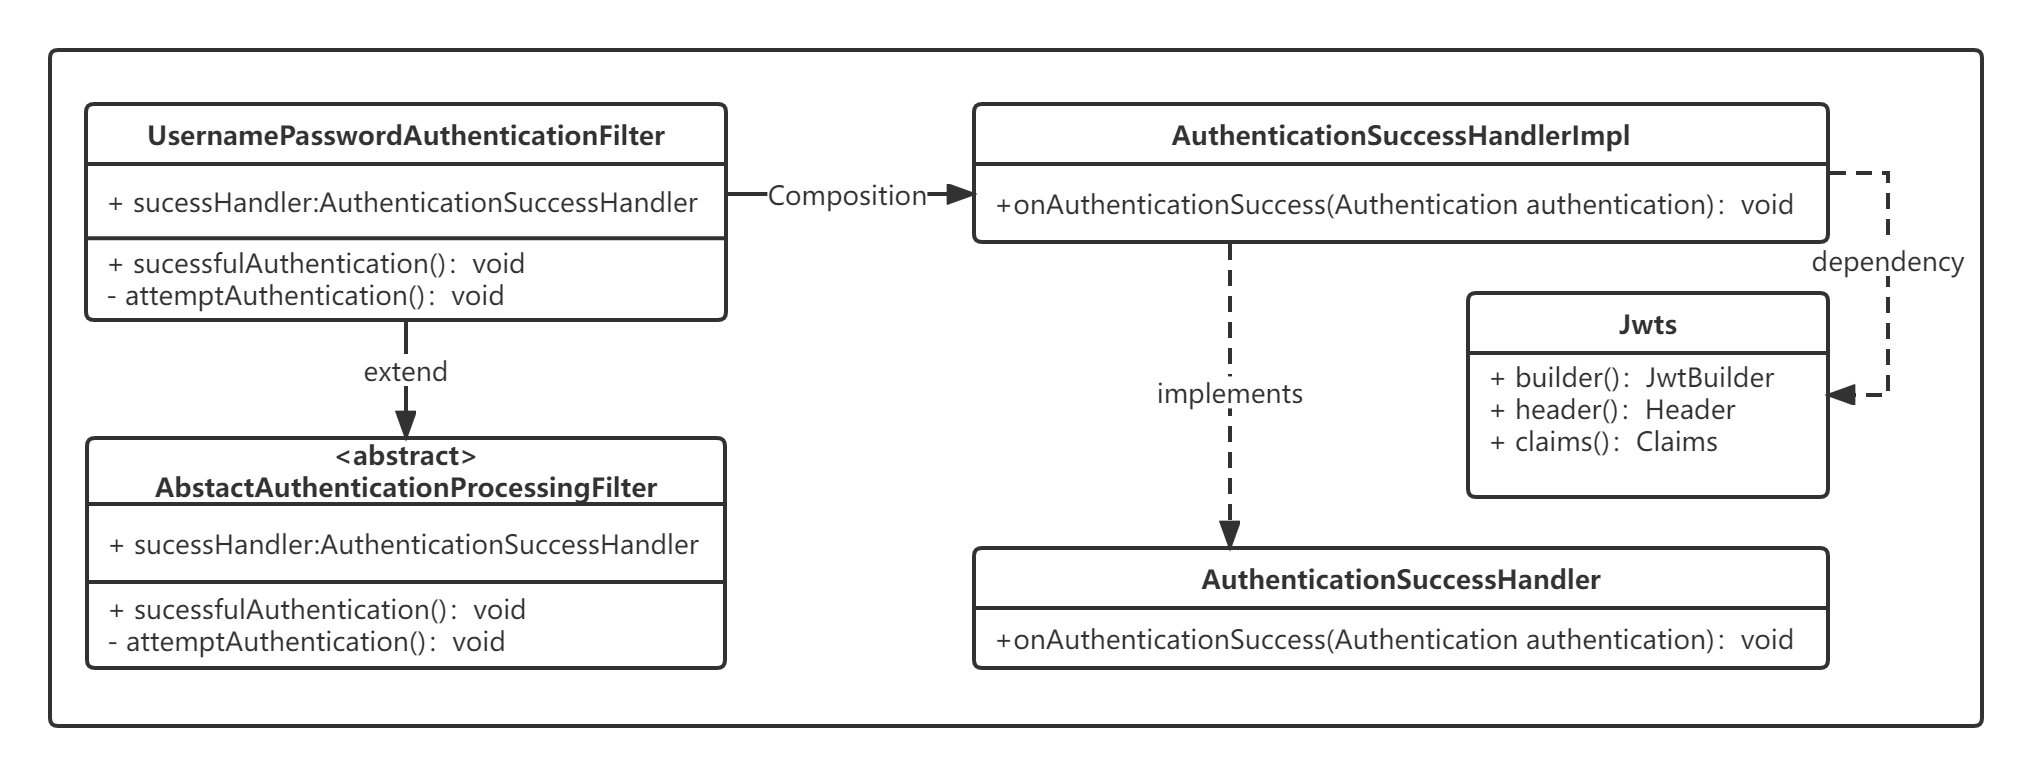 UsernamePasswordAuthenticationFilter
+ sucessHandler:AuthenticationSuccessHandler
+ sucessfulAuthentication()：void
- attemptAuthentication()：void
Composition
AuthenticationSuccessHandlerImpl
+onAuthenticationSuccess(Authentication authentication)：void
dependency
extend
implements
Jwts
+ builder()：JwtBuilder
+ header()：Header
+ claims()：Claims
<abstract>
AbstactAuthenticationProcessingFilter
+ sucessHandler:AuthenticationSuccessHandler
+ sucessfulAuthentication()：void
- attemptAuthentication()：void
AuthenticationSuccessHandler
+onAuthenticationSuccess(Authentication authentication)：void